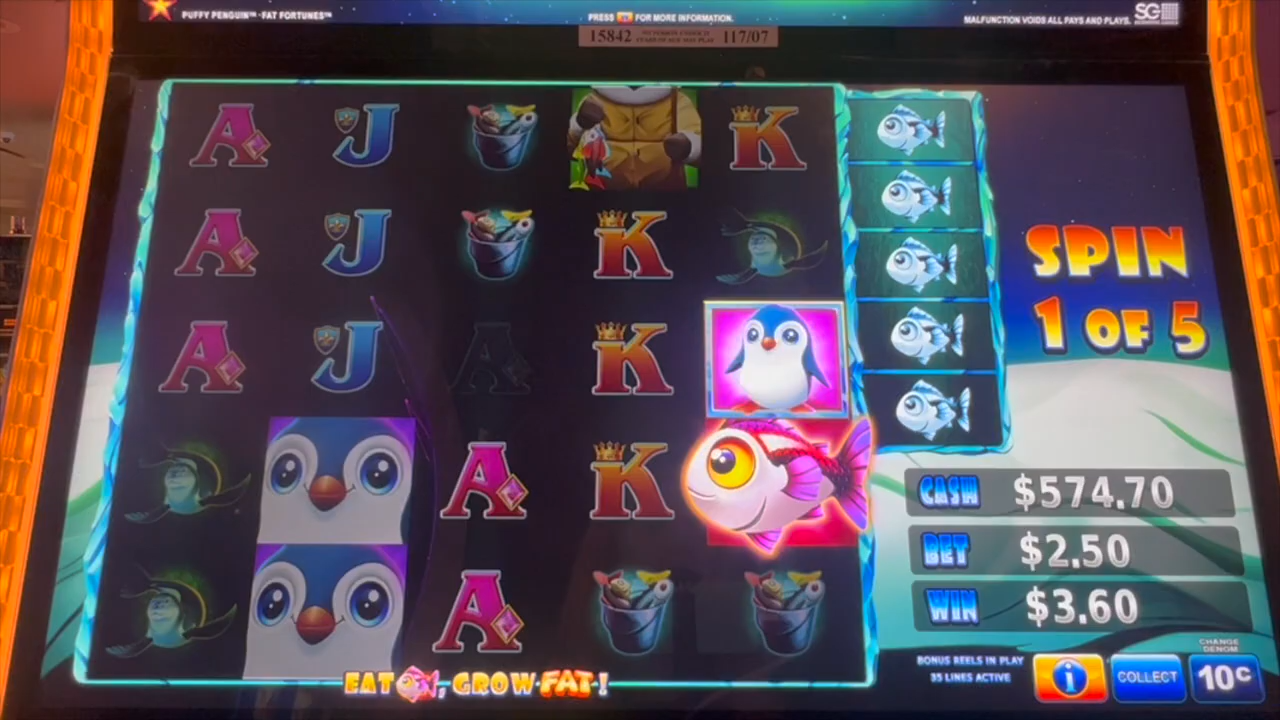 PUFFY PENGUIN™ - FAT FORTUNES™
PRESS i FOR MORE INFORMATION.
MALFUNCTION VOIDS ALL PAYS AND PLAYS.
SG
15842
117/07
A J K
A J K
A J A K
A K
A
SPIN
1 OF 5
CASH $574.70
BET $2.50
WIN $3.60
EAT, GROW FAT!
BONUS REELS IN PLAY
35 LINES ACTIVE
i
COLLECT
CHANGE
DENOM
10¢